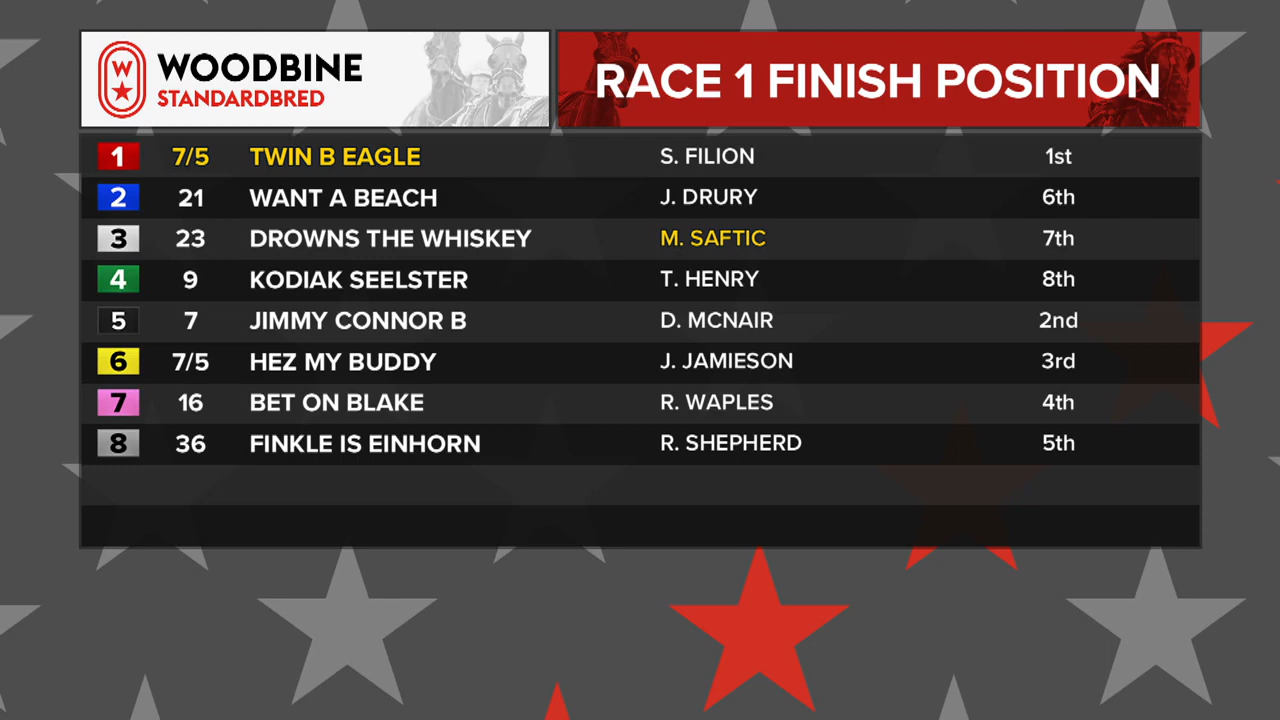 W
WOODBINE
STANDARDBRED
RACE 1 FINISH POSITION
1 7/5 TWIN B EAGLE S. FILION 1st
2 21 WANT A BEACH J. DRURY 6th
3 23 DROWNS THE WHISKEY M. SAFTIC 7th
4 9 KODIAK SEELSTER T. HENRY 8th
5 7 JIMMY CONNOR B D. MCNAIR 2nd
6 7/5 HEZ MY BUDDY J. JAMIESON 3rd
7 16 BET ON BLAKE R. WAPLES 4th
8 36 FINKLE IS EINHORN R. SHEPHERD 5th